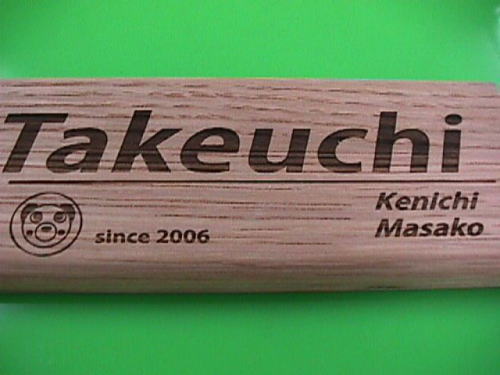 Takeuchi
Kenichi
Masako
since 2006